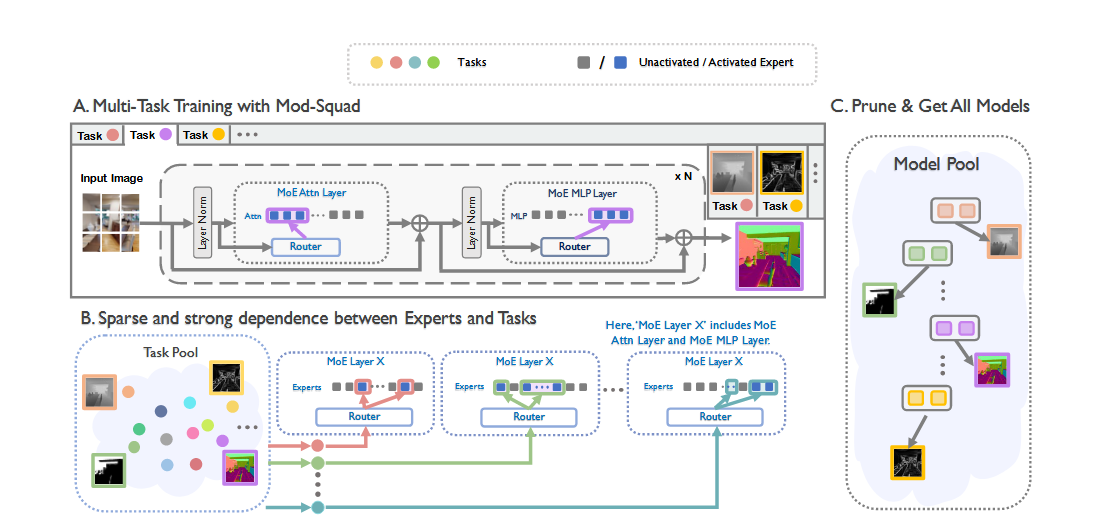 Tasks
/
Unactivated / Activated Expert
A. Multi-Task Training with Mod-Squad
C. Prune & Get All Models
Task
Task
Task
Input Image
x N
Layer Norm
MoE Attn Layer
Attn
Router
Layer Norm
MoE MLP Layer
MLP
Router
Task
Task
Model Pool
B. Sparse and strong dependence between Experts and Tasks
Here, 'MoE Layer X' includes MoE
Attn Layer and MoE MLP Layer.
Task Pool
MoE Layer X
Experts
Router
MoE Layer X
Experts
Router
MoE Layer X
Experts
Router